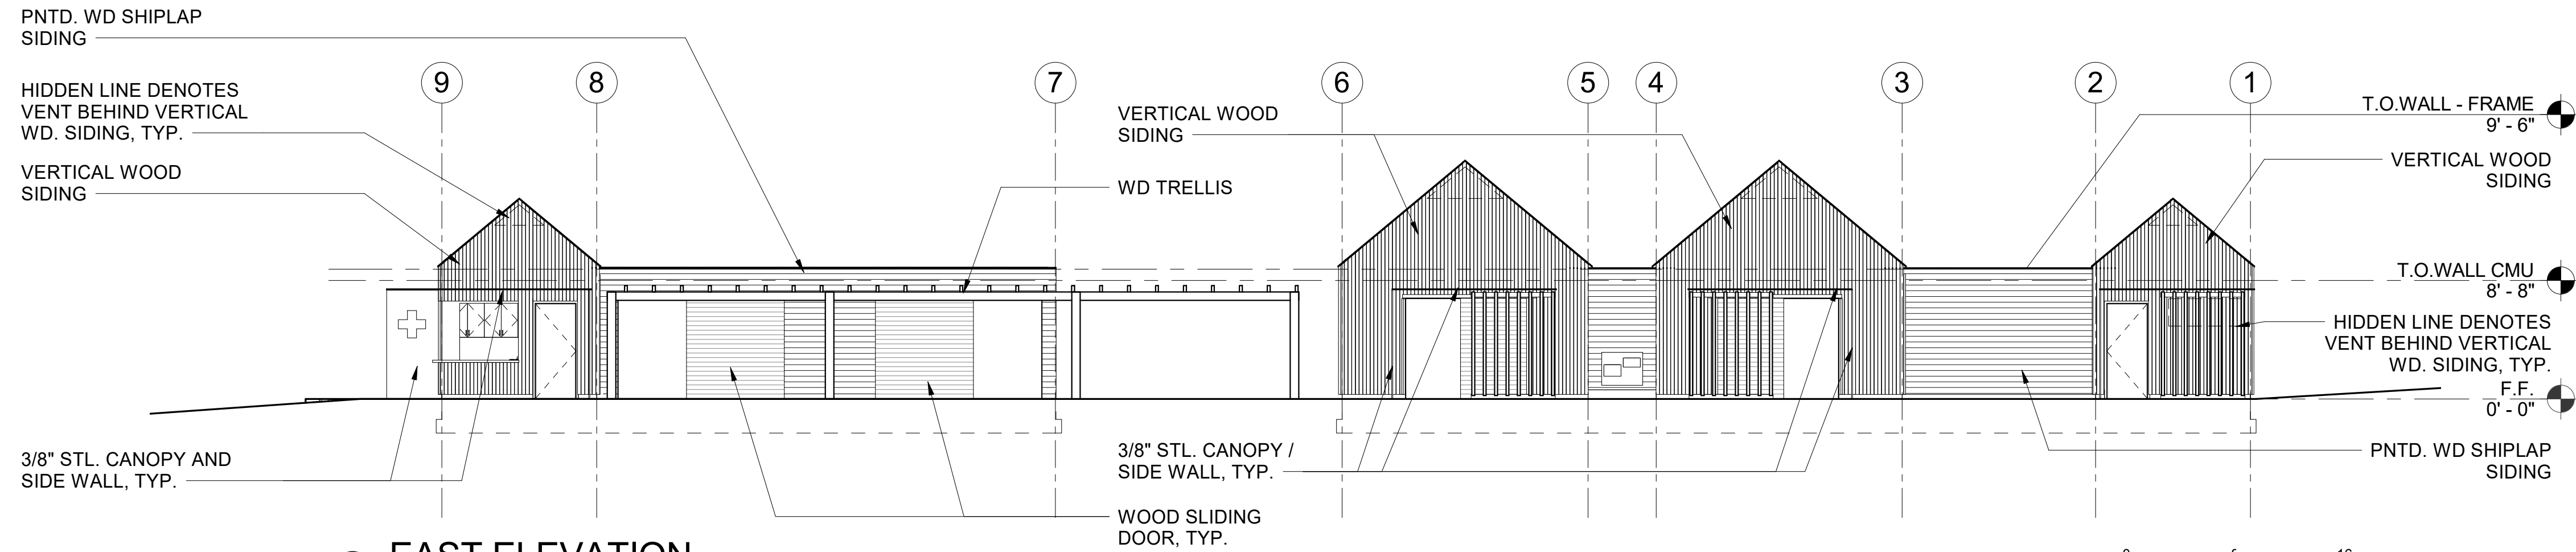 PNTD. WD SHIPLAP
SIDING
HIDDEN LINE DENOTES
VENT BEHIND VERTICAL
WD. SIDING, TYP.
VERTICAL WOOD
SIDING
3/8" STL. CANOPY AND
SIDE WALL, TYP.
9
8
7
6
5
4
3
2
1
VERTICAL WOOD
SIDING
WD TRELLIS
3/8" STL. CANOPY /
SIDE WALL, TYP.
WOOD SLIDING
DOOR, TYP.
T.O.WALL - FRAME
9' - 6"
VERTICAL WOOD
SIDING
T.O.WALL CMU
8' - 8"
HIDDEN LINE DENOTES
VENT BEHIND VERTICAL
WD. SIDING, TYP.
F.F.
0' - 0"
PNTD. WD SHIPLAP
SIDING
EAST ELEVATION